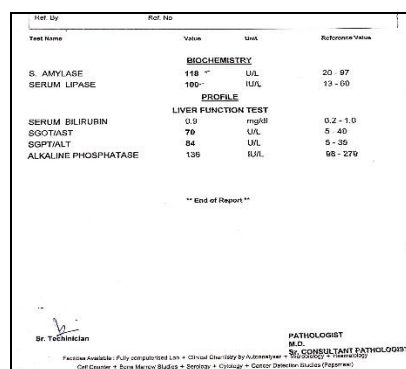 Ref. By Ref. No
Test Name Value Unit Reference Value
BIOCHEMISTRY
S. AMYLASE 118 U/L 20 - 97
SERUM LIPASE 100 IU/L 13 - 60
PROFILE
LIVER FUNCTION TEST
SERUM BILIRUBIN 0.9 mg/dl 0.2 - 1.0
SGOT/AST 70 U/L 5 - 40
SGPT/ALT 84 U/L 5 - 35
ALKALINE PHOSPHATASE 136 IU/L 98 - 279
** End of Report **
Sr. Techinician
PATHOLOGIST
M.D.
Sr. CONSULTANT PATHOLOGIST
Facilities Available : Fully computorised Lab + Clinical Chemistry by Autoanalyser + Microbiology + Haematology
Cell Counter + Bone Marrow Studies + Serology + Cytology + Cancer Detection Studies (Papsmear)